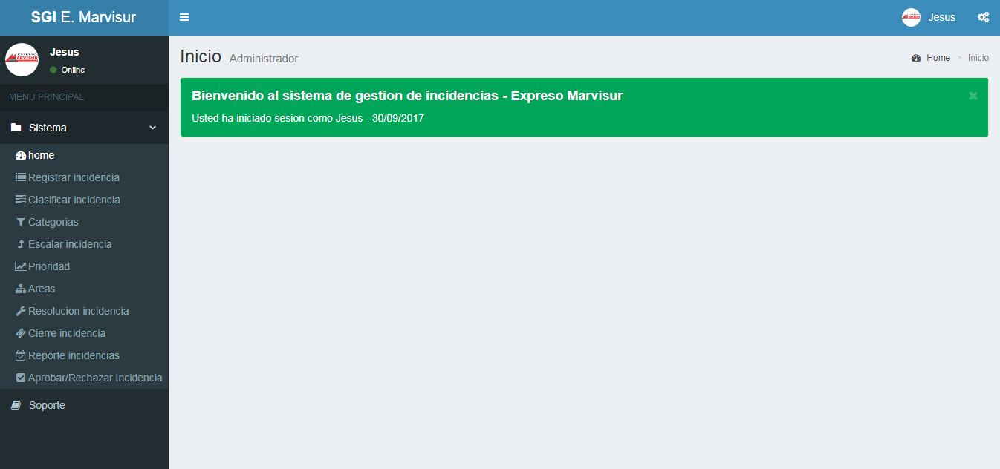 SGI E. Marvisur
Jesus
Jesus
Online
MENU PRINCIPAL
Sistema
home
Registrar incidencia
Clasificar incidencia
Categorias
Escalar incidencia
Prioridad
Areas
Resolucion incidencia
Cierre incidencia
Reporte incidencias
Aprobar/Rechazar Incidencia
Soporte
Inicio Administrador
Home > Inicio
Bienvenido al sistema de gestion de incidencias - Expreso Marvisur
Usted ha iniciado sesion como Jesus - 30/09/2017